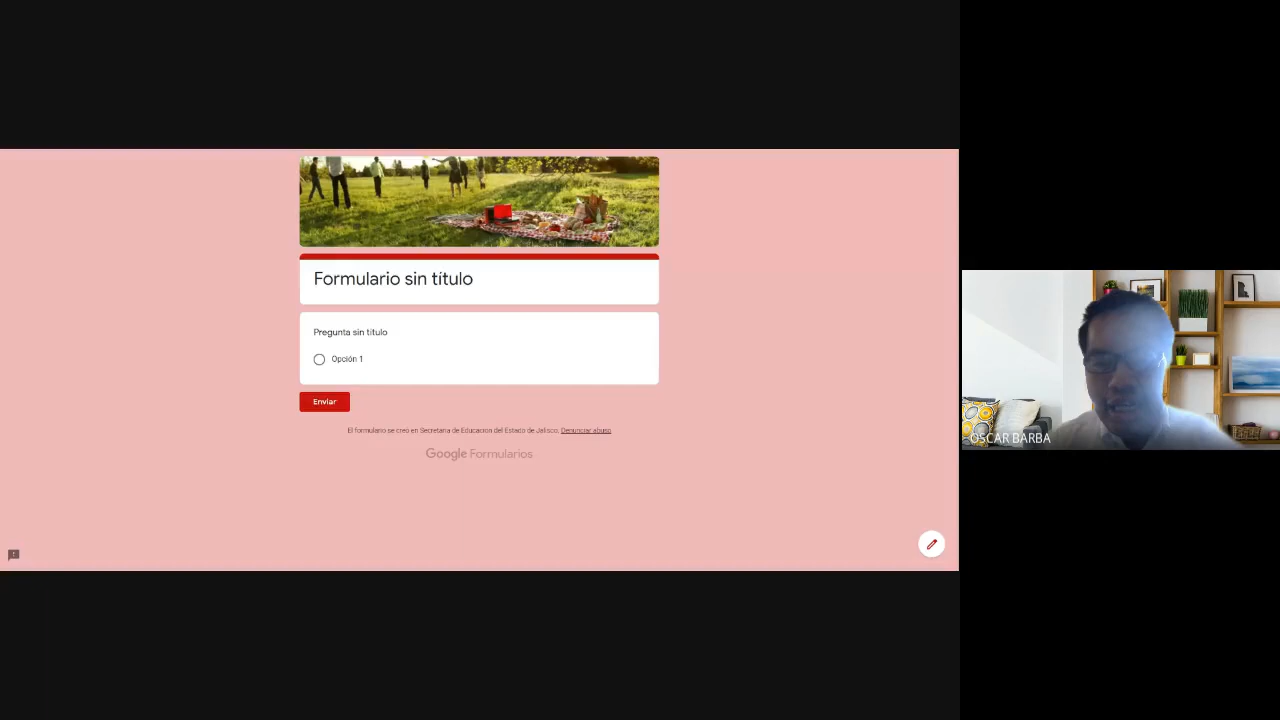 Formulario sin título
Pregunta sin título
Opción 1
Enviar
El formulario se creó en Secretaría de Educación del Estado de Jalisco. Denunciar abuso
Google Formularios
OSCAR BARBA